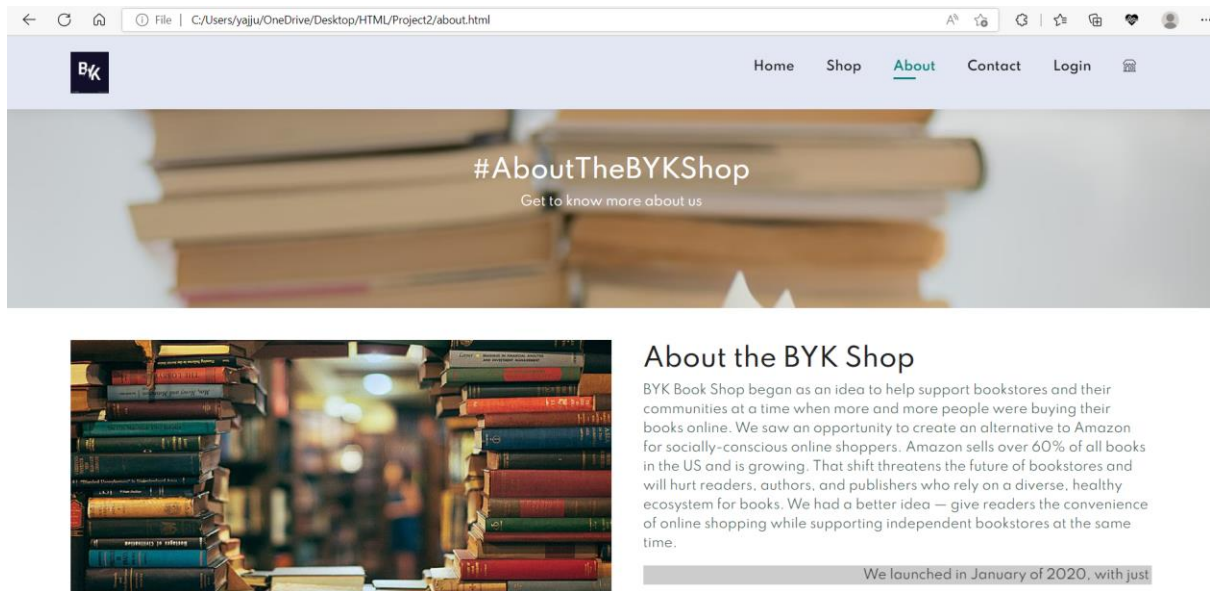 File | C:/Users/yajju/OneDrive/Desktop/HTML/Project2/about.html
BYK
Home Shop About Contact Login
#AboutTheBYKShop
Get to know more about us
About the BYK Shop
BYK Book Shop began as an idea to help support bookstores and their
communities at a time when more and more people were buying their
books online. We saw an opportunity to create an alternative to Amazon
for socially-conscious online shoppers. Amazon sells over 60% of all books
in the US and is growing. That shift threatens the future of bookstores and
will hurt readers, authors, and publishers who rely on a diverse, healthy
ecosystem for books. We had a better idea — give readers the convenience
of online shopping while supporting independent bookstores at the same
time.
We launched in January of 2020, with just